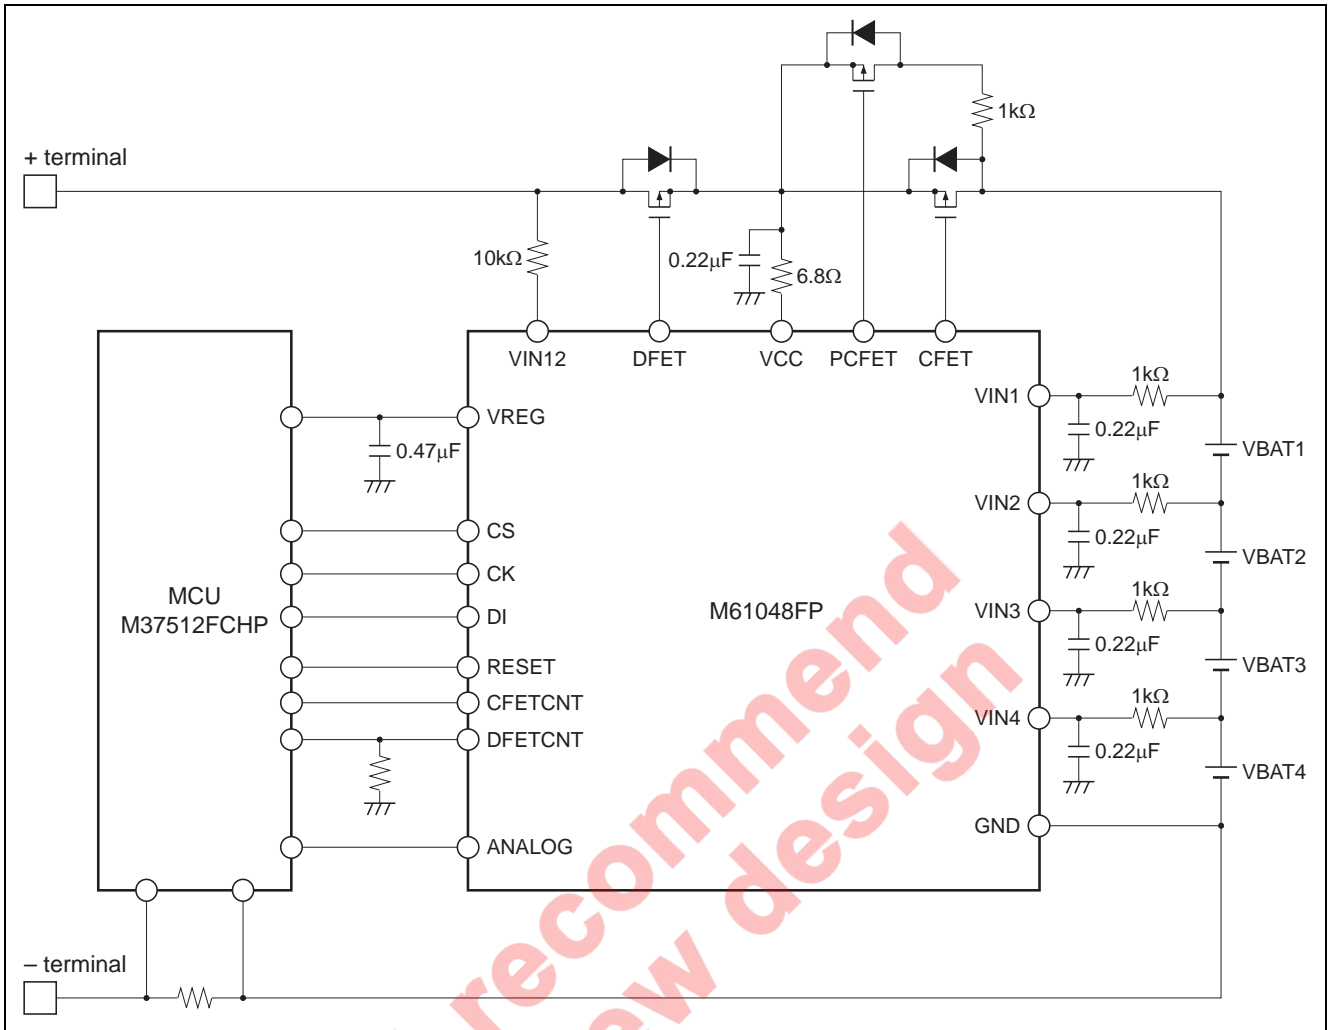 1kΩ
+ terminal
10kΩ
0.22μF
6.8Ω
VIN12
DFET
VCC
PCFET
CFET
VREG
0.47μF
CS
CK
DI
RESET
CFETCNT
DFETCNT
ANALOG
MCU
M37512FCHP
M61048FP
VIN1
1kΩ
0.22μF
VBAT1
VIN2
1kΩ
0.22μF
VBAT2
VIN3
1kΩ
0.22μF
VBAT3
VIN4
1kΩ
0.22μF
VBAT4
GND
– terminal
recommend
new design